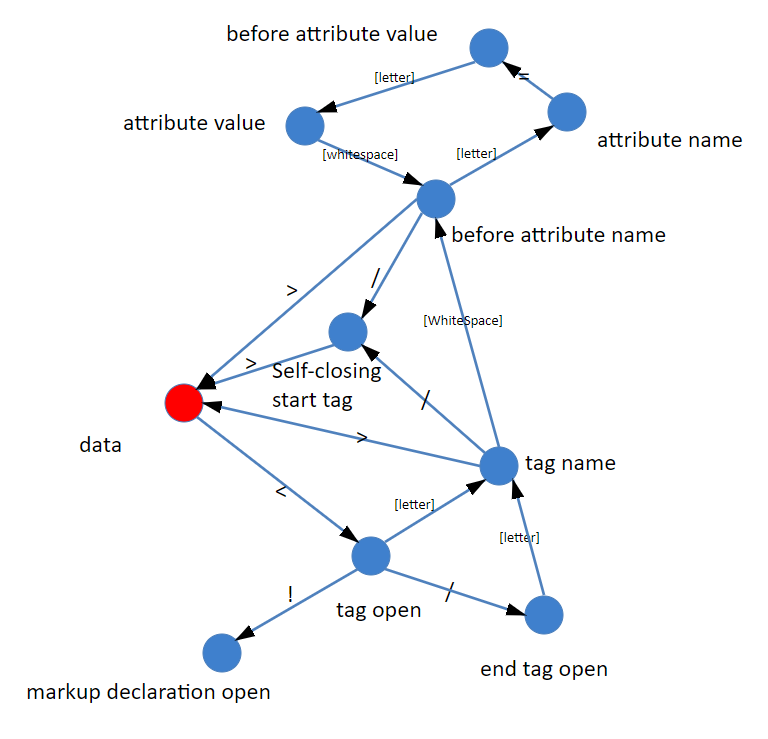 before attribute value
=
[letter]
attribute value
attribute name
[whitespace]
[letter]
before attribute name
/
>
[WhiteSpace]
>
Self-closing
start tag
/
>
data
tag name
<
[letter]
[letter]
!
/
tag open
end tag open
markup declaration open